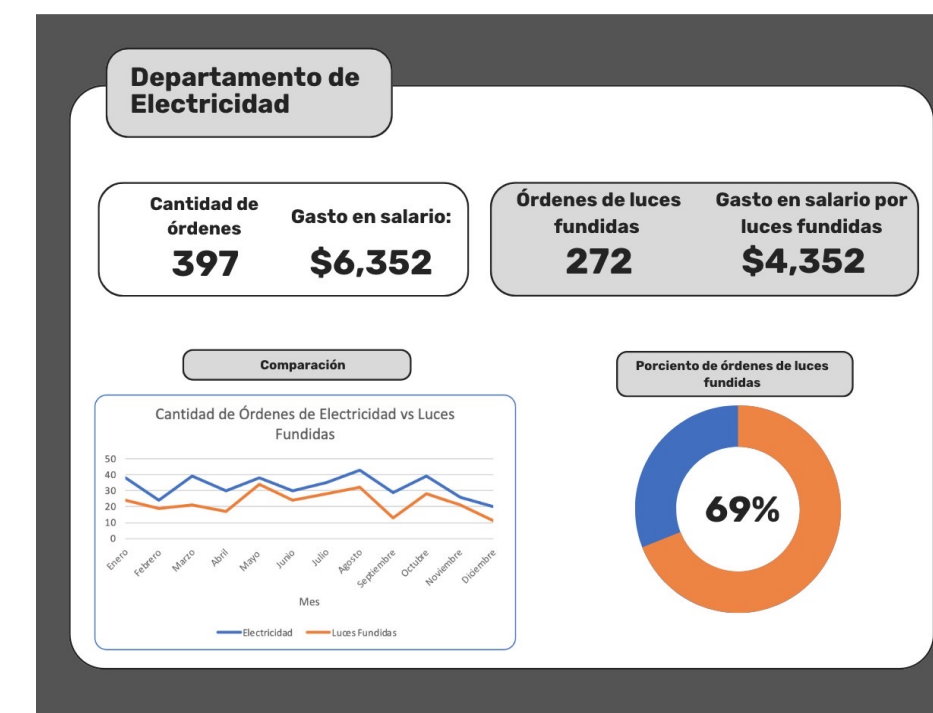 Departamento de
Electricidad
Cantidad de
órdenes
397
Gasto en salario:
$6,352
Órdenes de luces
fundidas
272
Gasto en salario por
luces fundidas
$4,352
Comparación
Cantidad de Órdenes de Electricidad vs Luces
Fundidas
50
40
30
20
10
0
Enero
Febrero
Marzo
Abril
Mayo
Junio
Julio
Agosto
Septiembre
Octubre
Noviembre
Diciembre
Mes
Electricidad
Luces Fundidas
Porciento de órdenes de luces
fundidas
69%